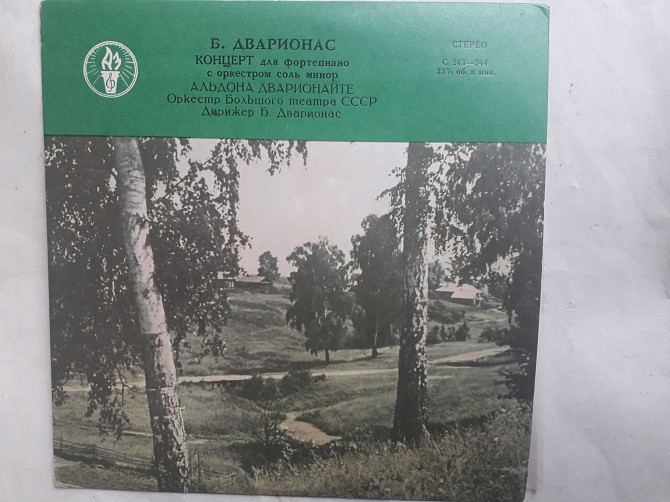 Б. ДВАРИОНАС
КОНЦЕРТ для фортепиано
с оркестром соль минор
АЛЬДОНА ДВАРИОНАЙТЕ
Оркестр Большого театра СССР
Дирижер Б. Дварионас
СТЕРЕО
С 243—244
33⅓ об. в мин.
ДЗ